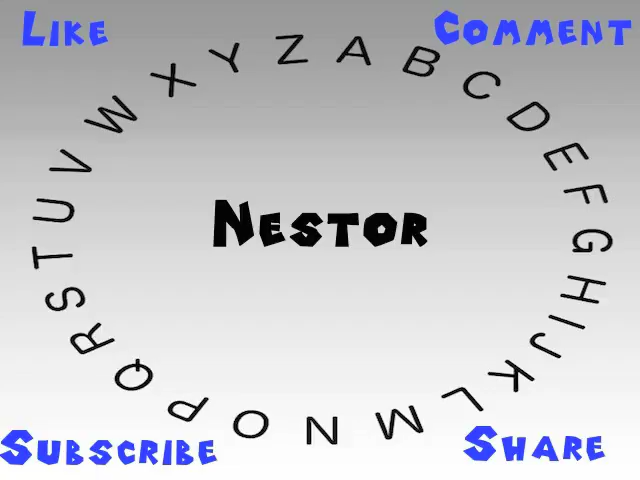 Like
Comment
A B C D E F G H I J K L M N O P Q R S T U V W X Y Z
Nestor
Subscribe
Share